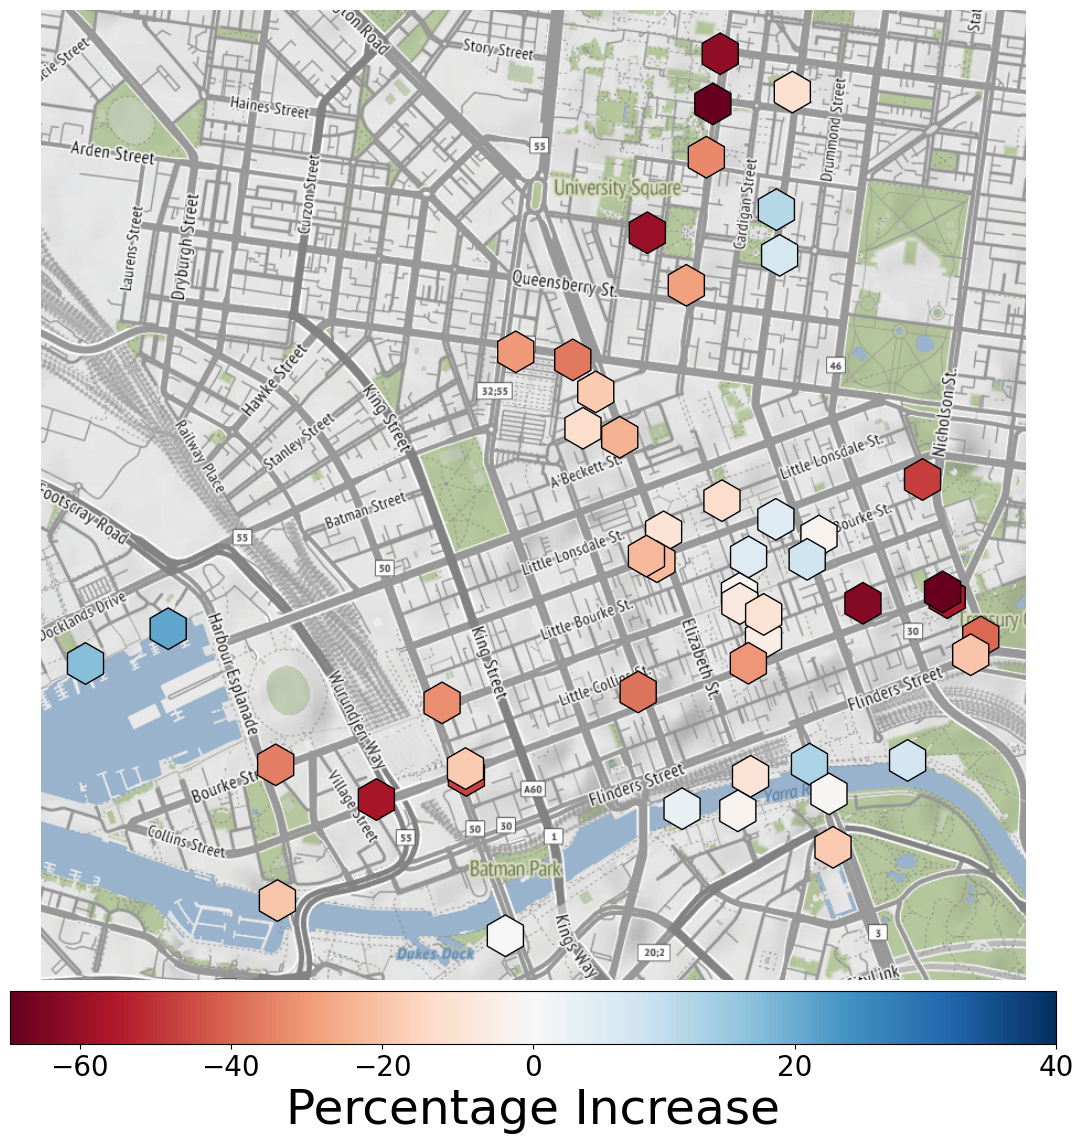 Story Street
Haines Street
Arden Street
Curzon Street
Drummond Street
55
University Square
Cardigan Street
Laurens Street
Dryburgh Street
Queensberry St.
46
32;55
Hawke Street
King Street
Nicholson St.
Stanley Street
Railway Place
A'Beckett St.
Little Lonsdale St.
Batman Street
Footscray Road
55
50
Little Lonsdale St.
Bourke St.
Docklands Drive
Harbour Esplanade
Little Bourke St.
Elizabeth St.
30
King Street
Little Collins St.
Flinders Street
Wurundjeri Way
Bourke Str
Village Street
A60
Flinders Street
Yarra R
Collins Street
55
50
30
1
Batman Park
Dukes Dock
Kings Way
20;2
3
CityLink
−60
−40
−20
0
20
40
Percentage Increase